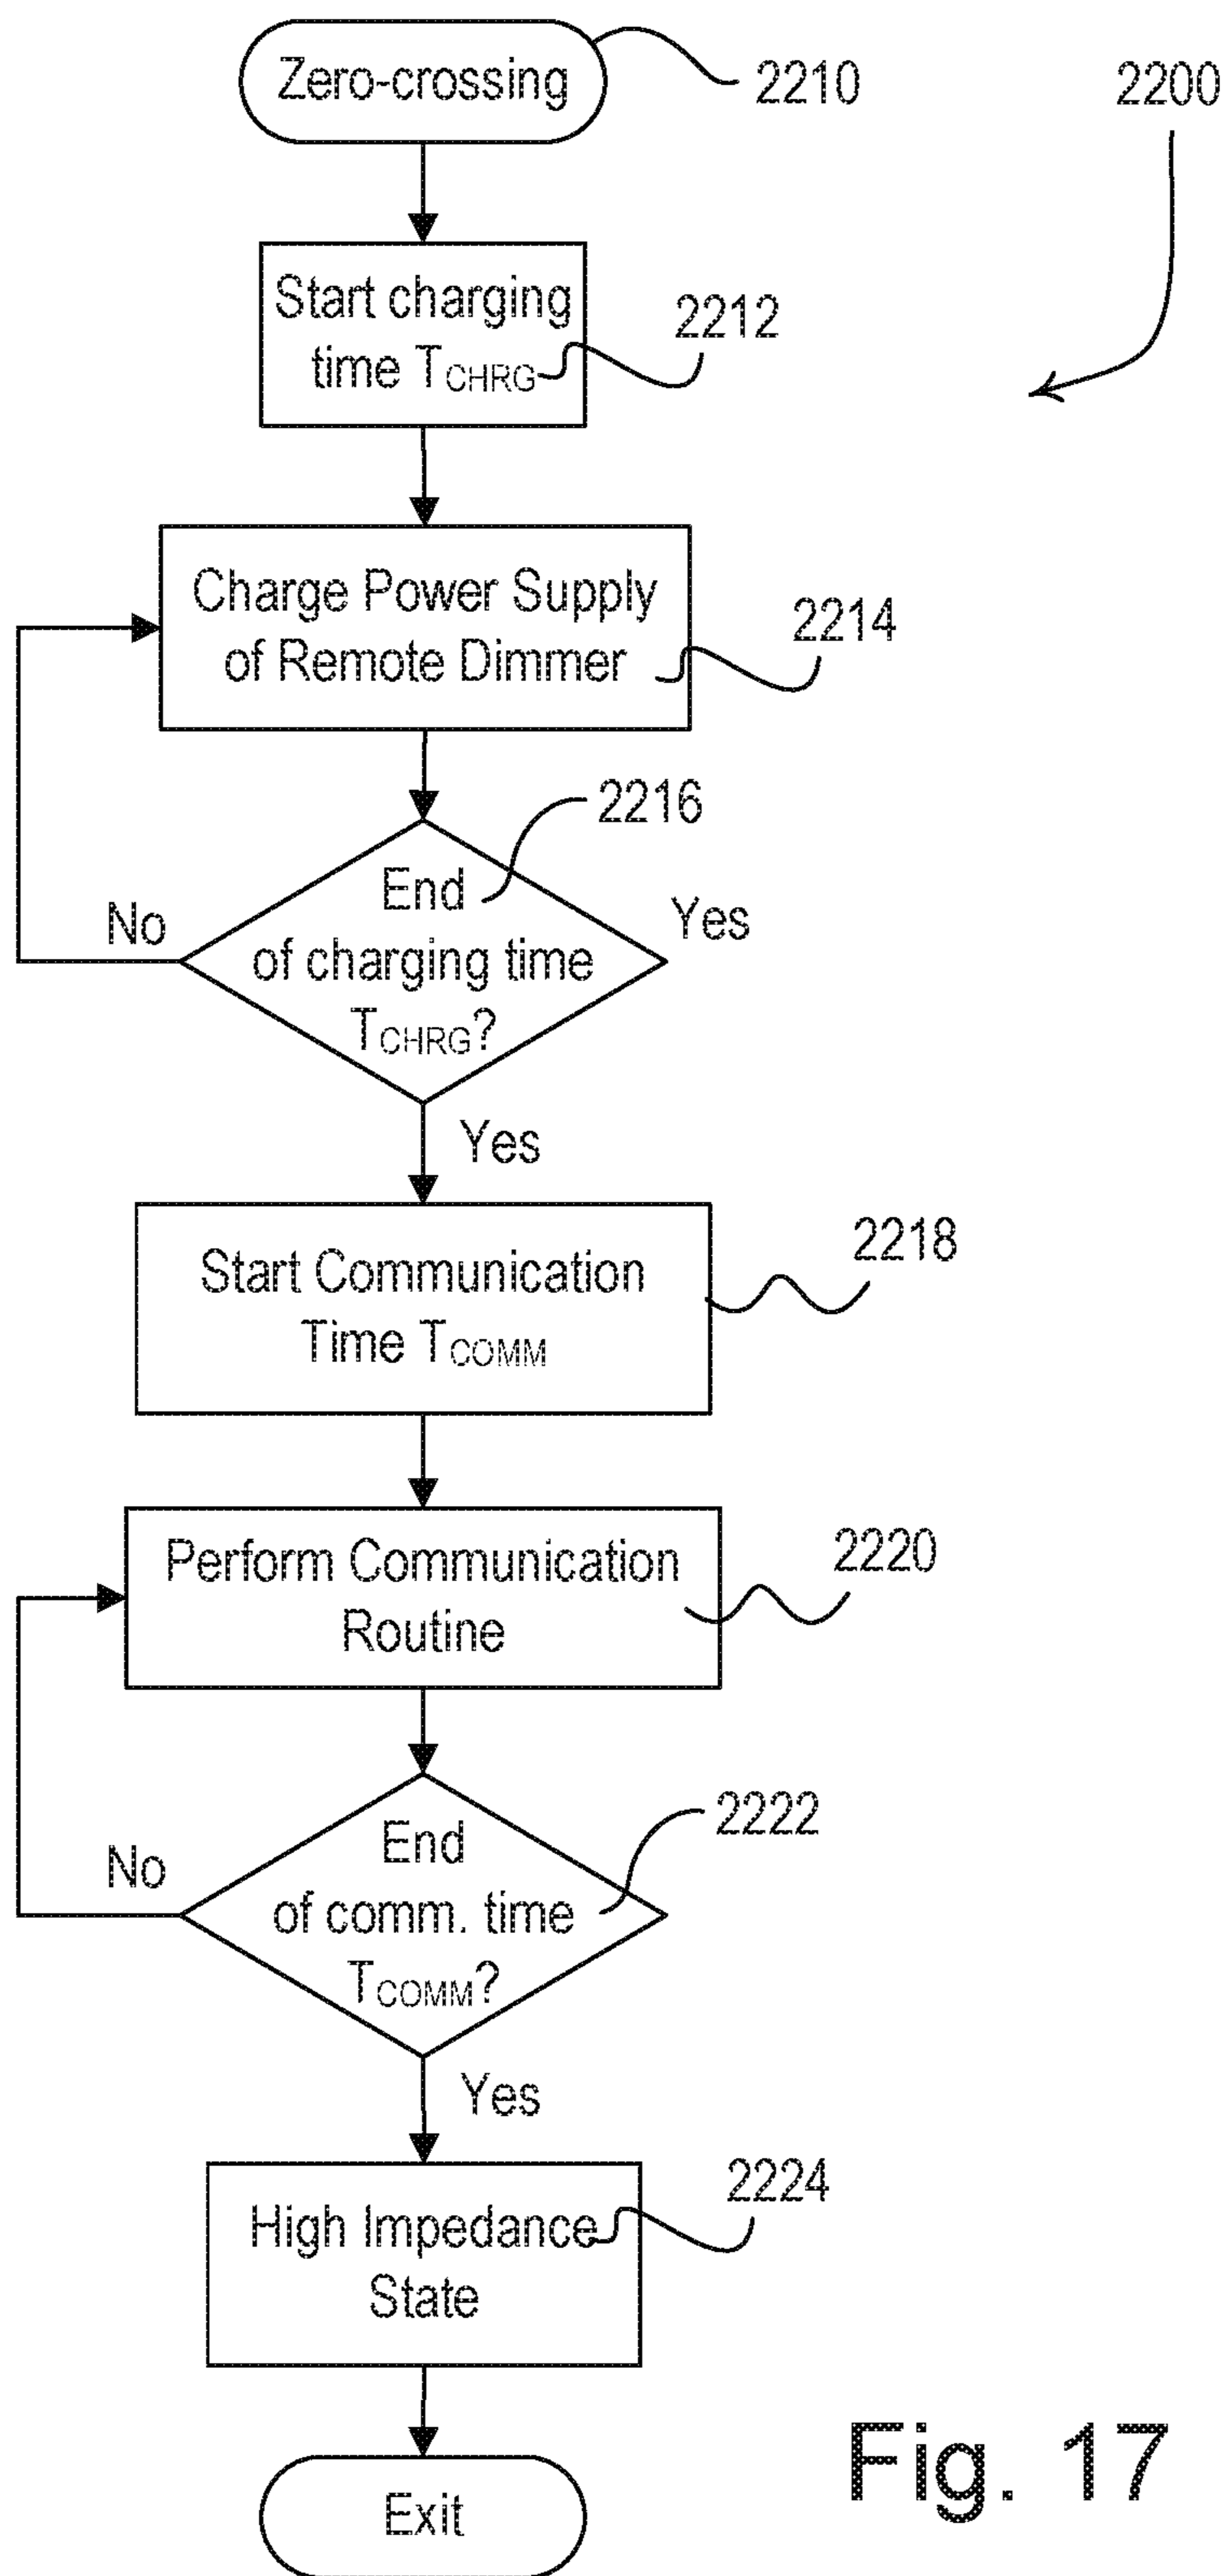 Zero-crossing
2210
2200
Start charging
time TCHRG
2212
Charge Power Supply
of Remote Dimmer
2214
2216
End
of charging time
TCHRG?
No
Yes
Yes
Start Communication
Time TCOMM
2218
Perform Communication
Routine
2220
2222
End
of comm. time
TCOMM?
No
Yes
High Impedance
State
2224
Exit
Fig. 17